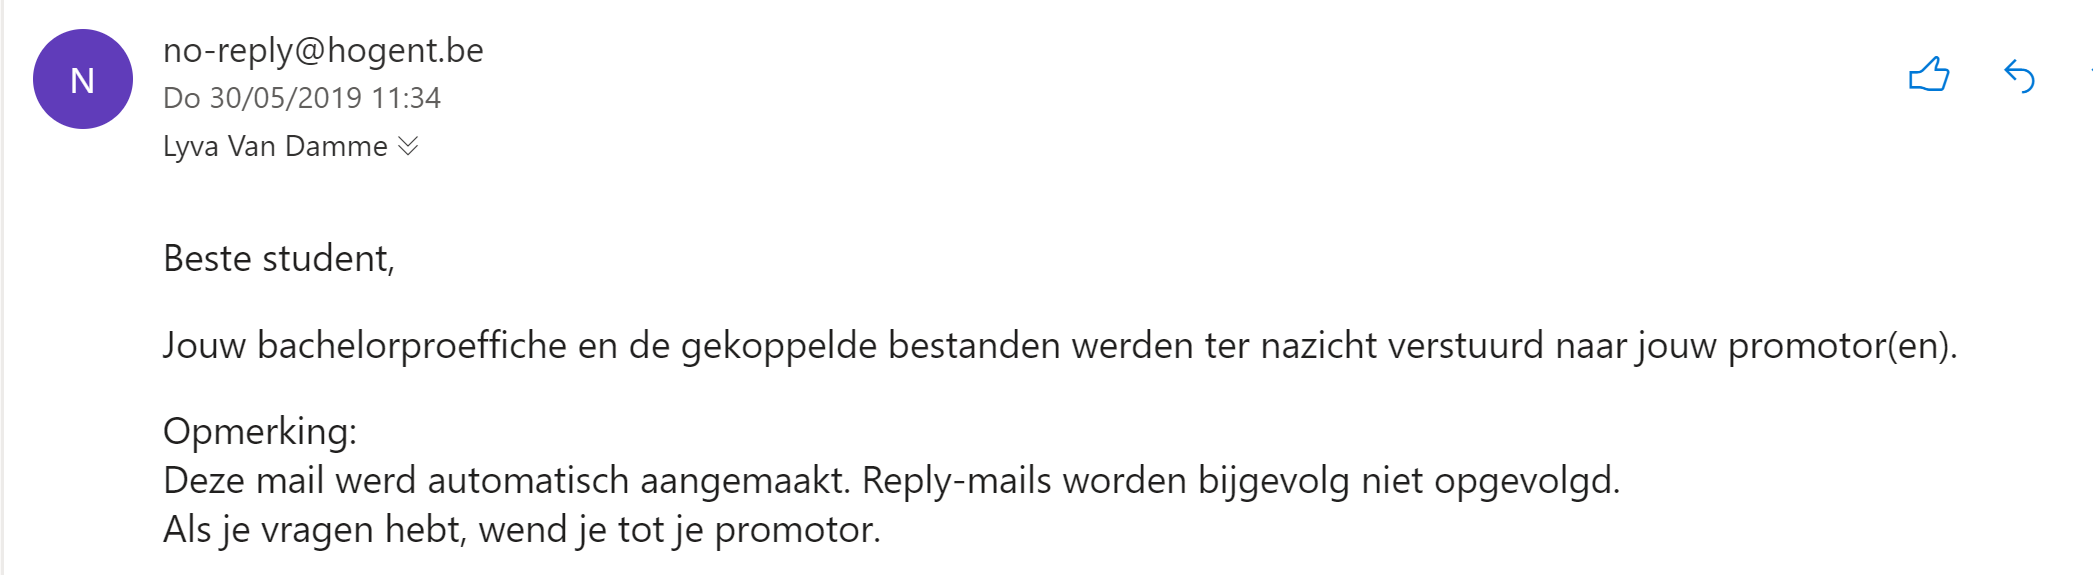 N
no-reply@hogent.be
Do 30/05/2019 11:34
Lyva Van Damme
Beste student,
Jouw bachelorproeffiche en de gekoppelde bestanden werden ter nazicht verstuurd naar jouw promotor(en).
Opmerking:
Deze mail werd automatisch aangemaakt. Reply-mails worden bijgevolg niet opgevolgd.
Als je vragen hebt, wend je tot je promotor.